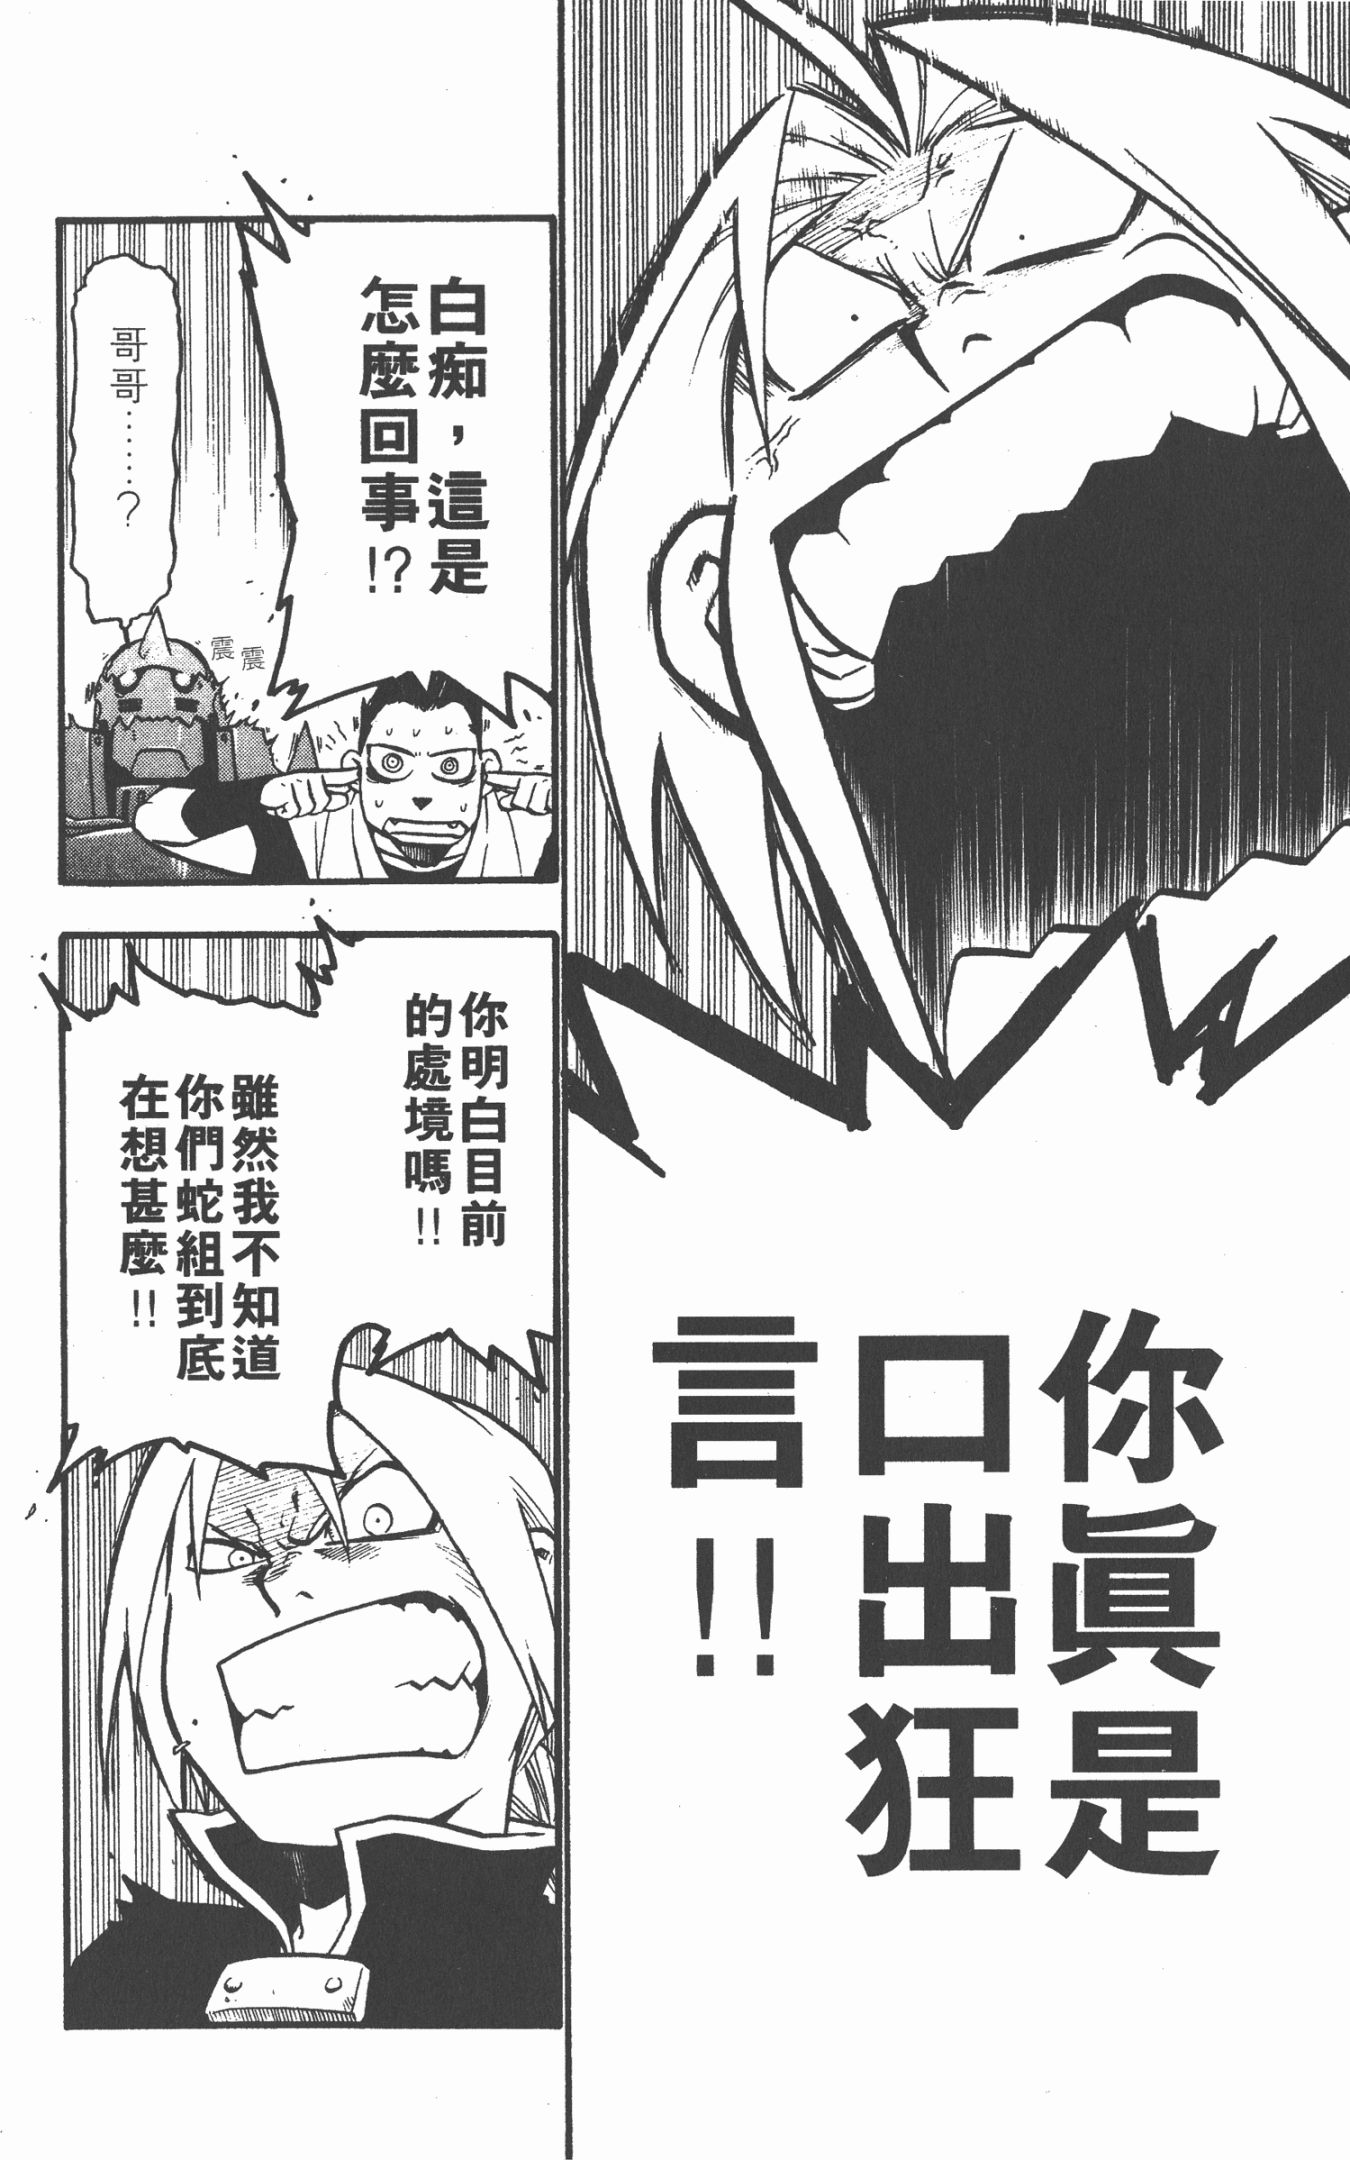 你真是
口出狂
言!!
白痴，這是
怎麼回事!?
哥哥……?
震
震
你明白目前
的處境嗎!!
雖然我不知道
你們蛇組到底
在想甚麼!!